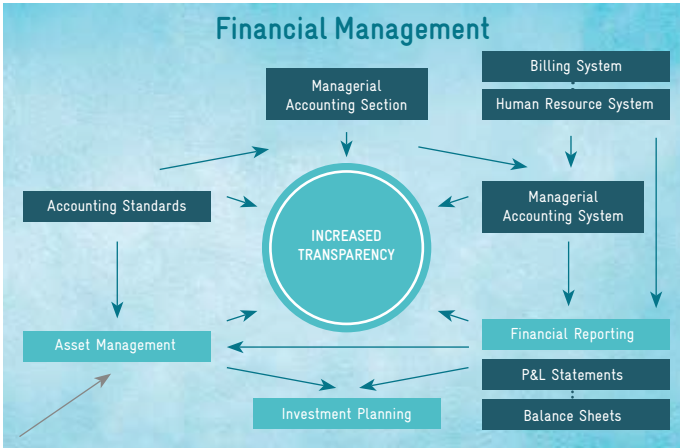 Financial Management
Billing System
Managerial
Accounting Section
Human Resource System
Accounting Standards
Managerial
Accounting System
INCREASED
TRANSPARENCY
Asset Management
Financial Reporting
P&L Statements
Investment Planning
Balance Sheets